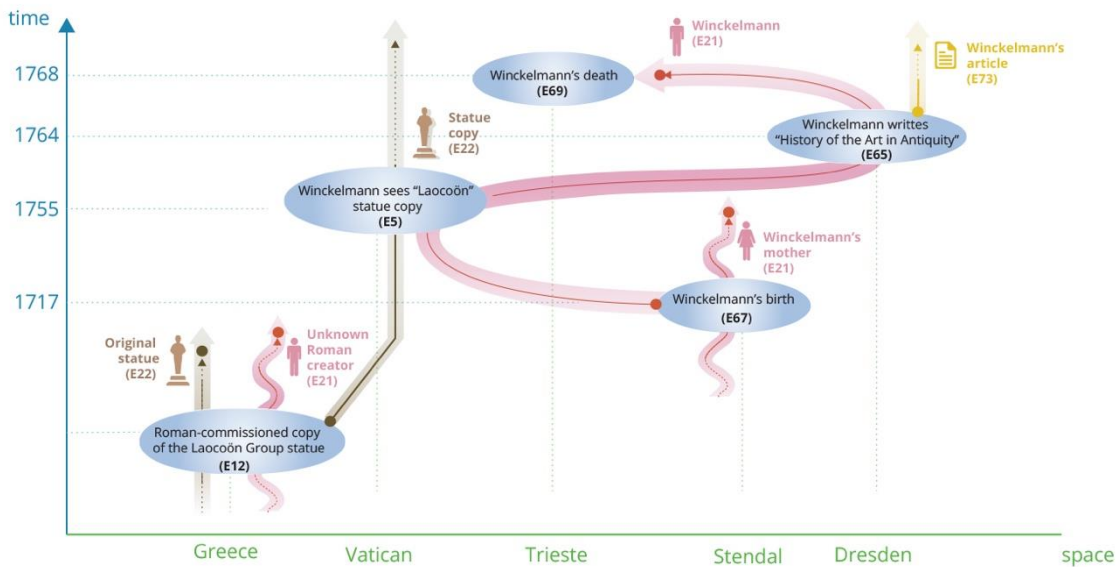 time
1768
1764
1755
1717
Winckelmann
(E21)
Winckelmann's
article
(E73)
Winckelmann's death
(E69)
Statue
copy
(E22)
Winckelmann writtes
“History of the Art in Antiquity”
(E65)
Winckelmann sees “Laocoön”
statue copy
(E5)
Winckelmann's
mother
(E21)
Winckelmann's birth
(E67)
Original
statue
(E22)
Unknown
Roman
creator
(E21)
Roman-commissioned copy
of the Laocoön Group statue
(E12)
Greece
Vatican
Trieste
Stendal
Dresden
space